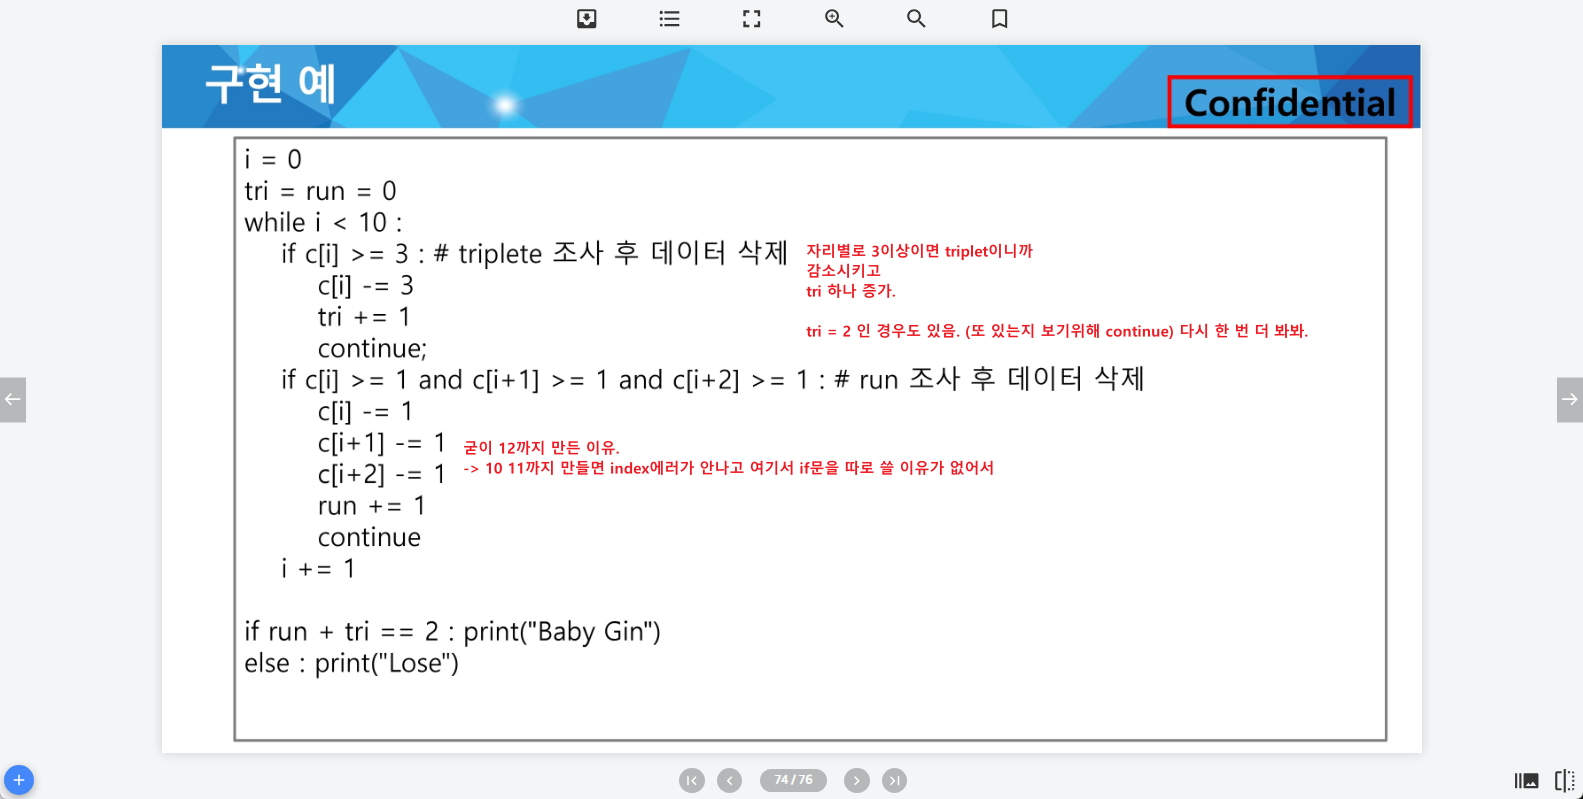 구현 예
Confidential
i = 0
tri = run = 0
while i < 10 :
if c[i] >= 3 : # triplete 조사 후 데이터 삭제
자리별로 3이상이면 triplet이니까
감소시키고
tri 하나 증가.
c[i] -= 3
tri += 1
tri = 2 인 경우도 있음. (또 있는지 보기위해 continue) 다시 한 번 더 봐봐.
continue;
if c[i] >= 1 and c[i+1] >= 1 and c[i+2] >= 1 : # run 조사 후 데이터 삭제
c[i] -= 1
c[i+1] -= 1
c[i+2] -= 1
굳이 12까지 만든 이유.
-> 10 11까지 만들면 index에러가 안나고 여기서 if문을 따로 쓸 이유가 없어서
run += 1
continue
i += 1
if run + tri == 2 : print("Baby Gin")
else : print("Lose")
74 / 76